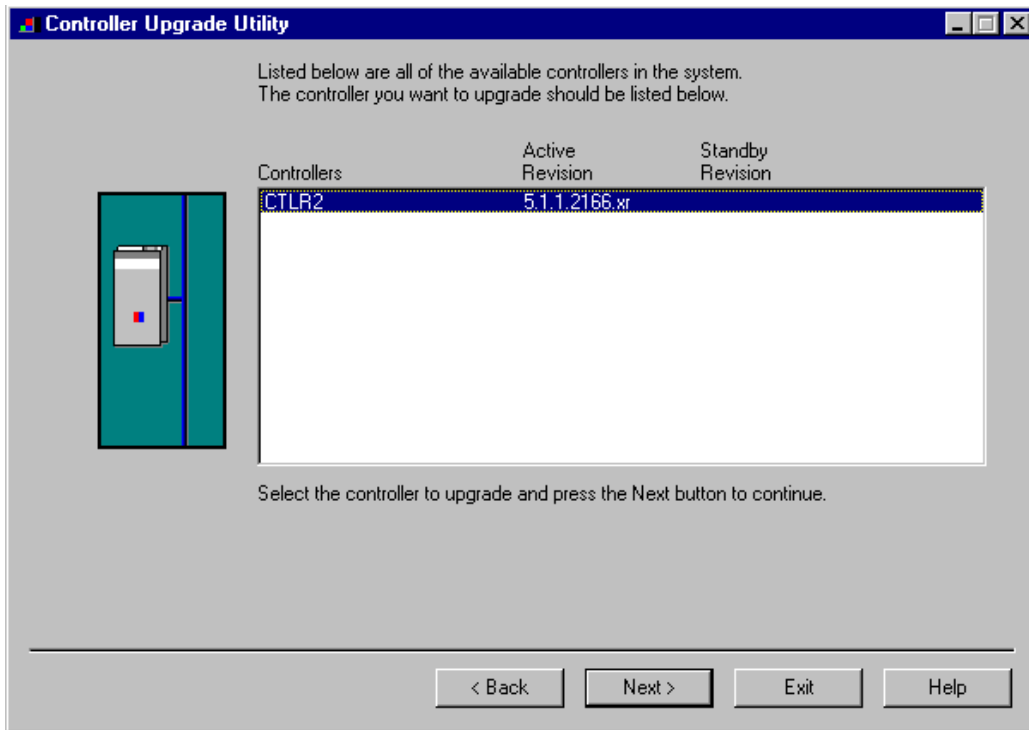 Controller Upgrade Utility
Listed below are all of the available controllers in the system.
The controller you want to upgrade should be listed below.
Active Standby
Controllers Revision Revision
CTLR2 5.1.1.2166.xr
Select the controller to upgrade and press the Next button to continue.
< Back Next > Exit Help